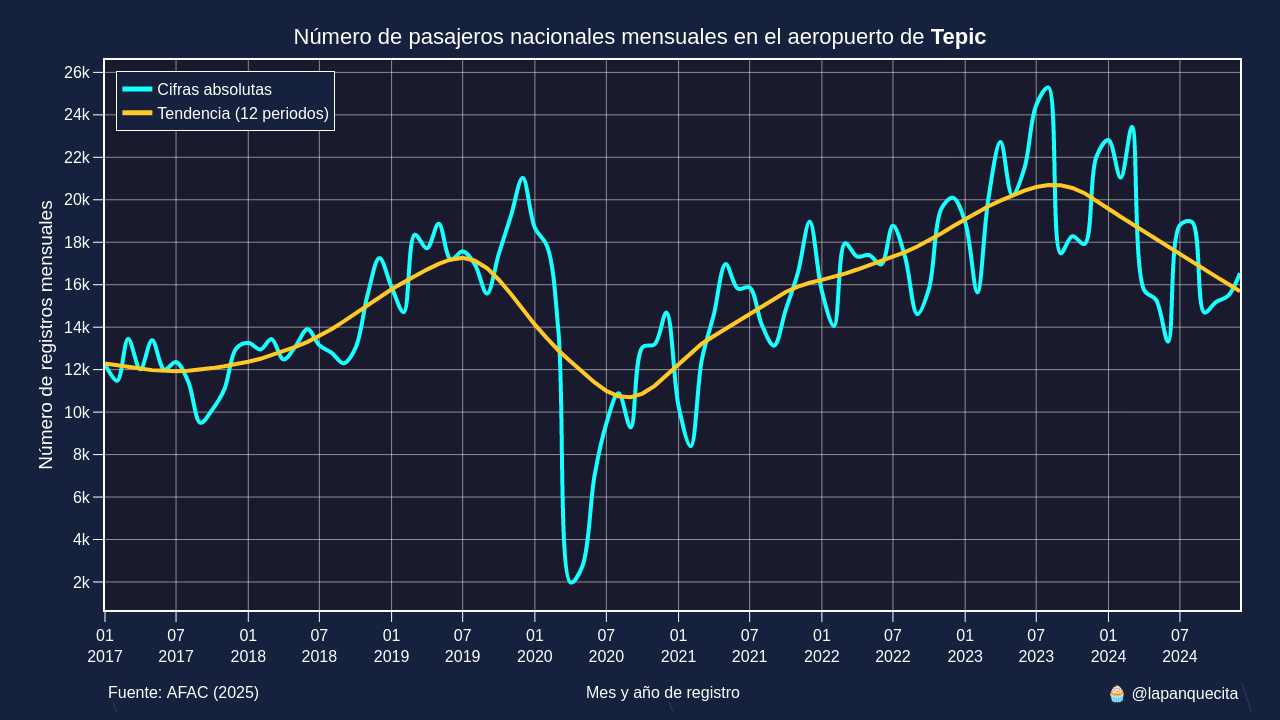 Número de pasajeros nacionales mensuales en el aeropuerto de Tepic
Cifras absolutas
Tendencia (12 periodos)
Número de registros mensuales
26k
24k
22k
20k
18k
16k
14k
12k
10k
8k
6k
4k
2k
01 07 01 07 01 07 01 07 01 07 01 07 01 07 01 07
2017 2017 2018 2018 2019 2019 2020 2020 2021 2021 2022 2022 2023 2023 2024 2024
Fuente: AFAC (2025) Mes y año de registro 🧁 @lapanquecita